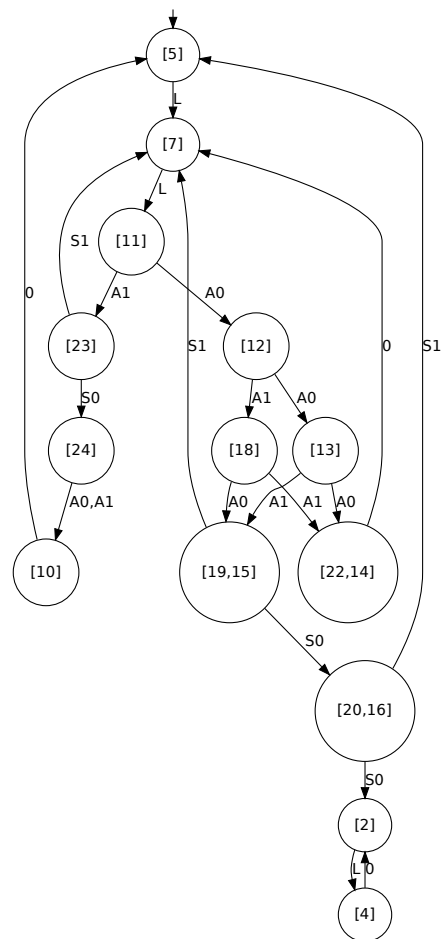 [5]
L
[7]
L
[11]
S1
A1
A0
0
[23]
S1
[12]
0
S1
S0
A1
A0
[24]
[18]
[13]
A0,A1
A0
A1
A1
A0
[10]
[19,15]
[22,14]
S0
[20,16]
S0
[2]
L
0
[4]